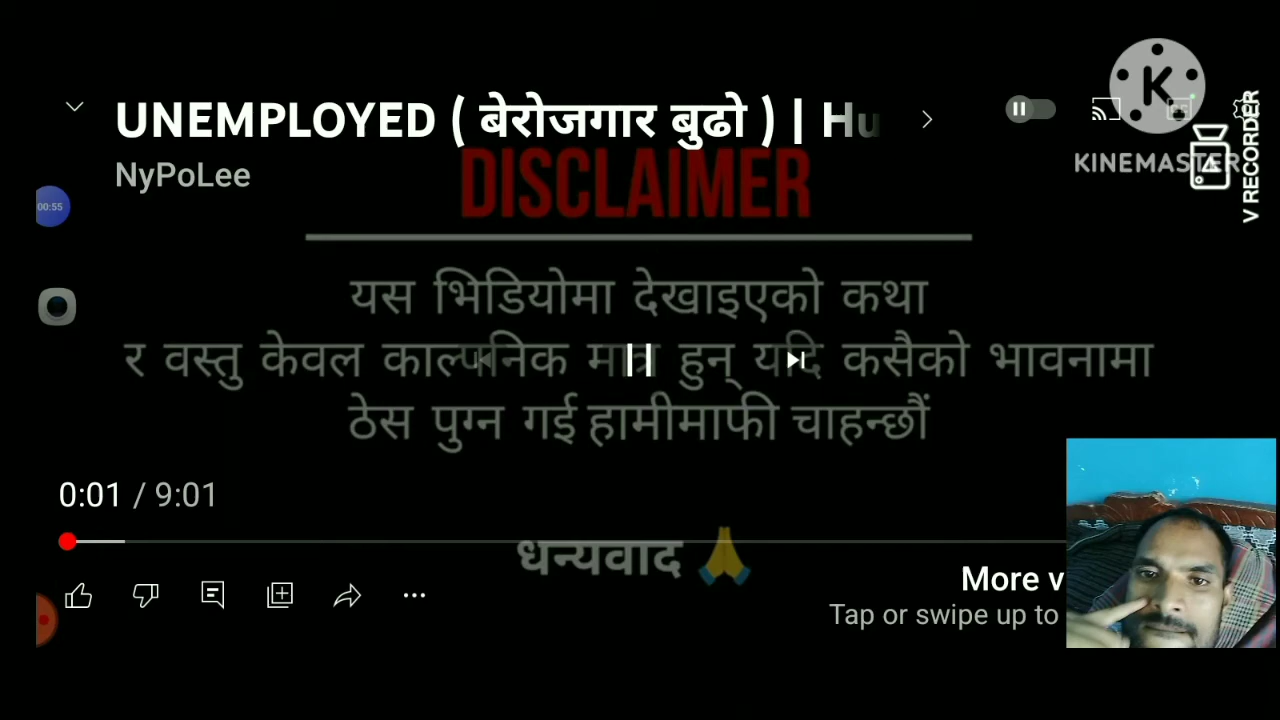 UNEMPLOYED ( बेरोजगार बुढो ) | Hu
NyPoLee
KINEMASTER
V RECORDER
00:55
DISCLAIMER
यस भिडियोमा देखाइएको कथा
र वस्तु केवल काल्पनिक मात्र हुन् यदि कसैको भावनामा
ठेस पुग्न गई हामीमाफी चाहन्छौं
0:01 / 9:01
धन्यवाद 🙏
More v
Tap or swipe up to